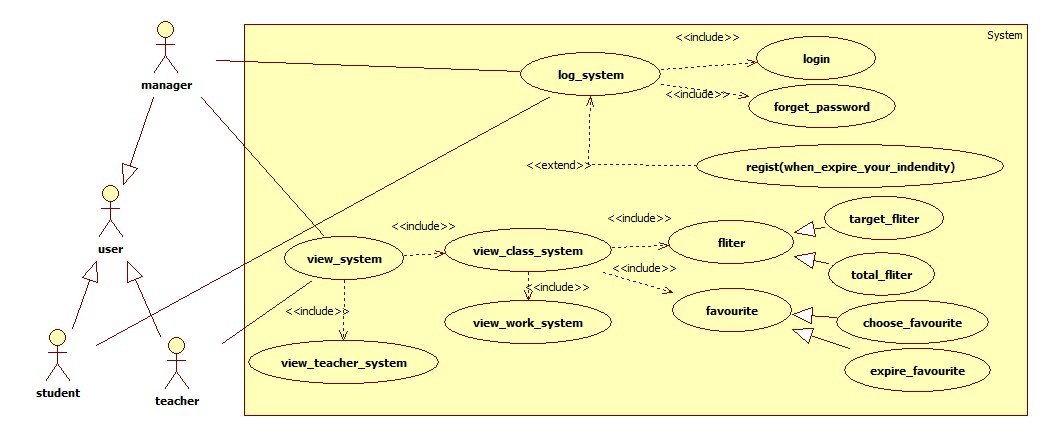 System
manager
log_system
<<include>>
login
<<include>>
forget_password
<<extend>>
regist(when_expire_your_indendity)
user
view_system
<<include>>
view_class_system
<<include>>
fliter
target_fliter
total_fliter
<<include>>
<<include>>
favourite
choose_favourite
expire_favourite
view_work_system
<<include>>
view_teacher_system
student
teacher